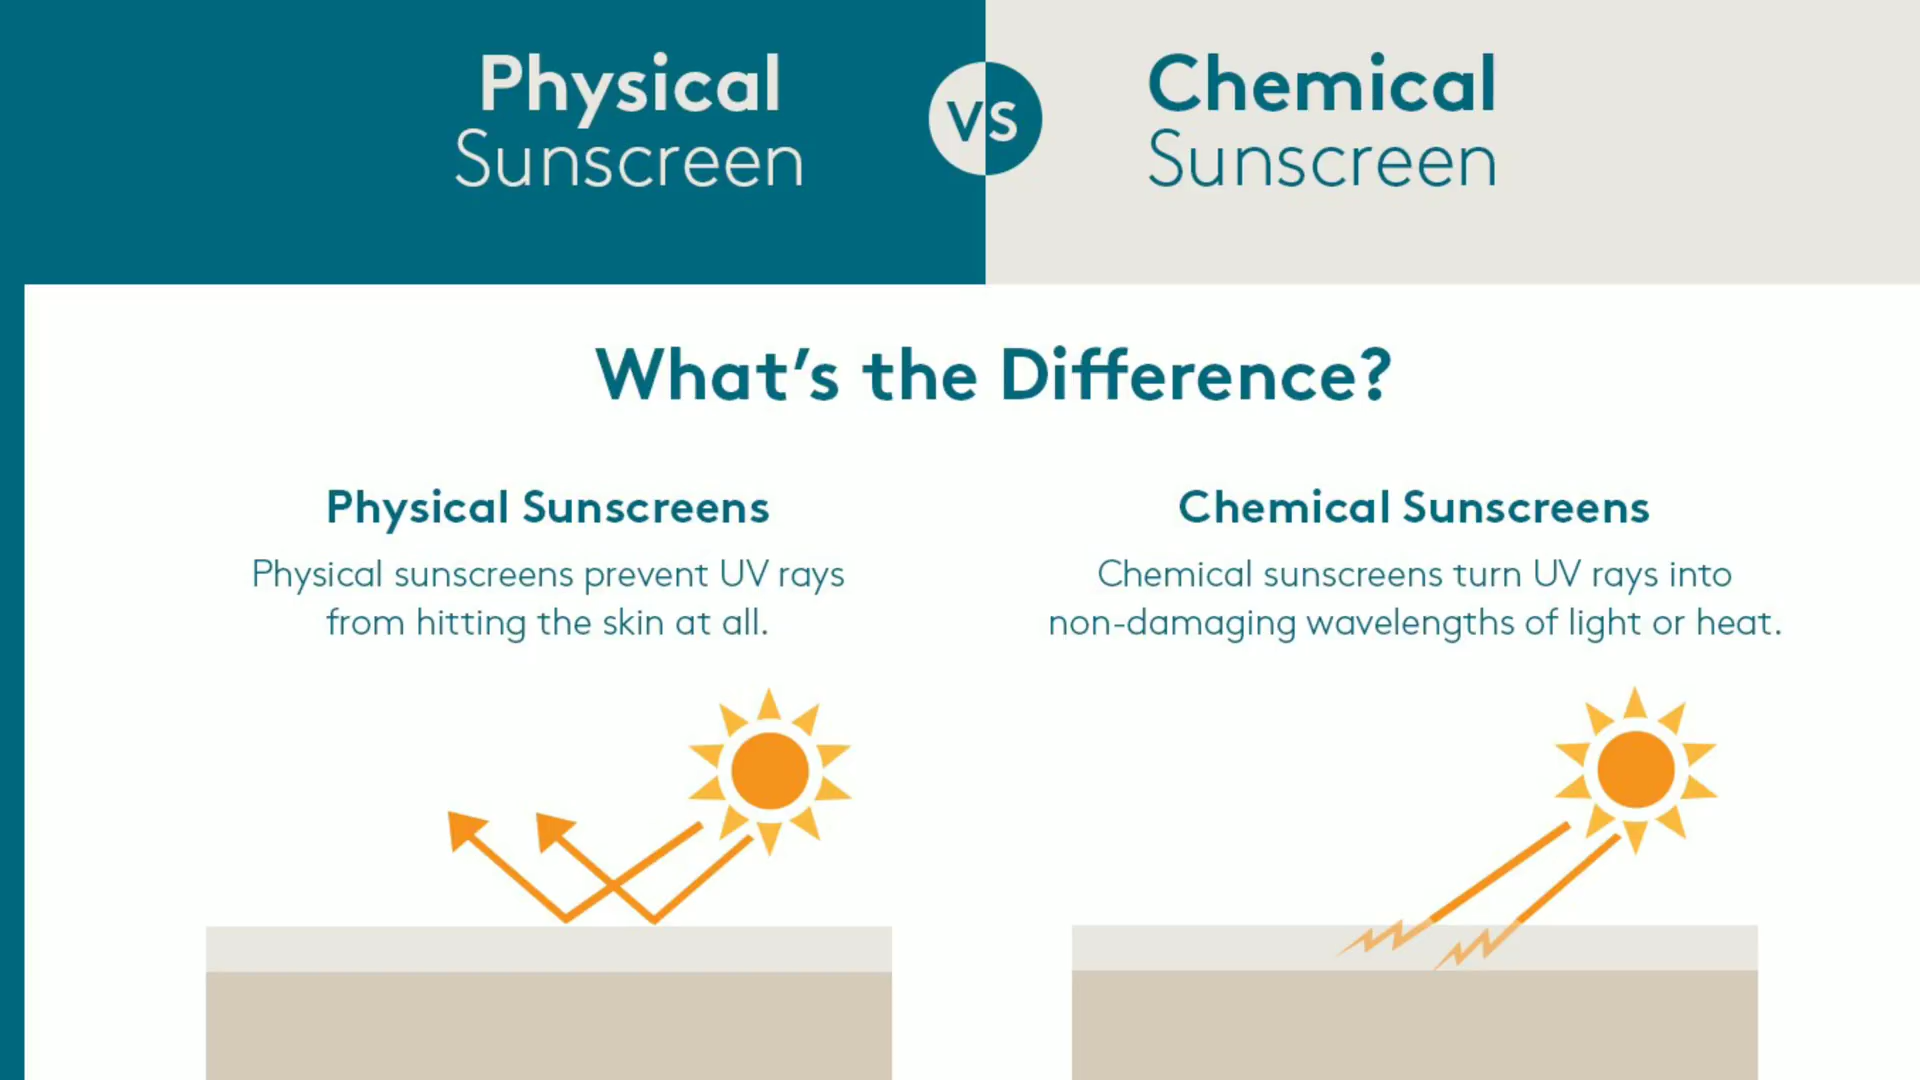 Physical
Sunscreen
VS
Chemical
Sunscreen
What’s the Difference?
Physical Sunscreens
Physical sunscreens prevent UV rays
from hitting the skin at all.
Chemical Sunscreens
Chemical sunscreens turn UV rays into
non-damaging wavelengths of light or heat.